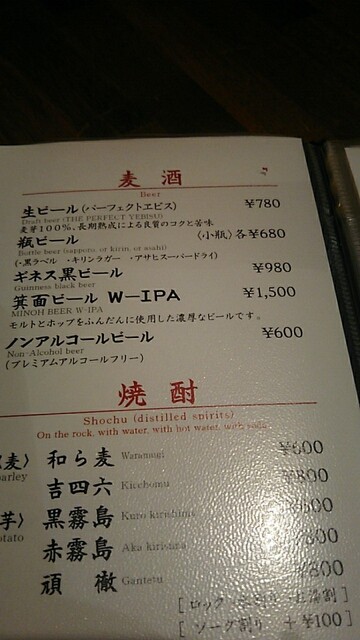 麦酒
Beer
生ビール(パーフェクトエビス) ¥780
Draft beer (THE PERFECT YEBISU)
麦芽100%、長期熟成による良質のコクと苦味
瓶ビール 〈小瓶〉各¥680
Bottle beer (sapporo, or kirin, or asahi)
(・黒ラベル ・キリンラガー ・アサヒスーパードライ)
ギネス黒ビール ¥980
Guinness black beer
箕面ビール W-IPA ¥1,500
MINOH BEER W-IPA
モルトとホップをふんだんに使用した濃厚なビールです。
ノンアルコールビール ¥600
Non-Alcohol beer
(プレミアムアルコールフリー)
焼酎
Shochu (distilled spirits)
On the rock, with water, with hot water, with soda
麦〉 和ら麦 Waramugi ¥600
吉四六 Kicchomu ¥800
芋〉 黒霧島 Kuro kirishima
赤霧島 Aka kirishima
頑徹 Gantetu ¥800
[ロック
[ソーダ割り +¥100]